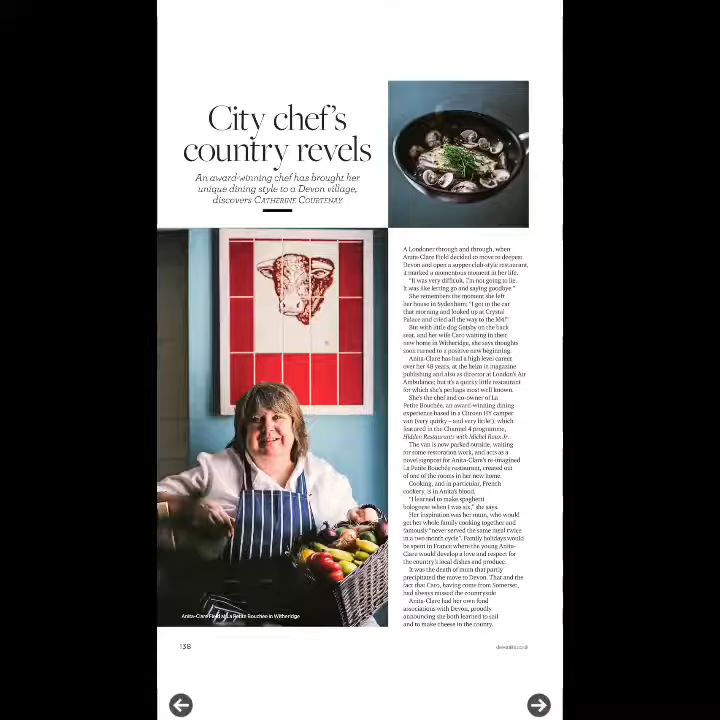 City chef's
country revels
An award-winning chef has brought her
unique dining style to a Devon village,
discovers CATHERINE COURTENAY
A Londoner through and through, when
Anita-Clare Field decided to move to deepest
Devon and open a supper club-style restaurant,
it marked a momentous moment in her life.
"It was very difficult, I'm not going to lie.
It was like letting go and saying goodbye."
She remembers the moment she left
her house in Sydenham; "I got in the car
that morning and looked up at Crystal
Palace and cried all the way to the M4!"
But with little dog Gatsby on the back
seat, and her wife Caro waiting in their
new home in Witheridge, she says thoughts
soon turned to a positive new beginning.
Anita-Clare has had a high level career
over her 48 years, at the helm in magazine
publishing and also as director at London's Air
Ambulance; but it's a quirky little restaurant
for which she's perhaps most well known.
She's the chef and co-owner of La
Petite Bouchée, an award-winning dining
experience based in a Citroen HY camper
van (very quirky – and very little!), which
featured in the Channel 4 programme,
Hidden Restaurants with Michel Roux Jr.
The van is now parked outside, waiting
for some restoration work, and acts as a
novel signpost for Anita-Clare's re-imagined
La Petite Bouchée restaurant, created out
of one of the rooms in her new home.
Cooking, and in particular, French
cookery, is in Anita's blood.
"I learned to make spaghetti
bolognese when I was six," she says.
Her inspiration was her mum, who would
get her whole family cooking together and
famously "never served the same meal twice
in a two month cycle". Family holidays would
be spent in France where the young Anita-
Clare would develop a love and respect for
the country's local dishes and produce.
It was the death of mum that partly
precipitated the move to Devon. That and the
fact that Caro, having come from Somerset,
had always missed the countryside
Anita-Clare had her own fond
associations with Devon, proudly
announcing she both learned to sail
and to make cheese in the county.
Anita-Clare Field at La Petite Bouchée in Witheridge
138
devonlife.co.uk